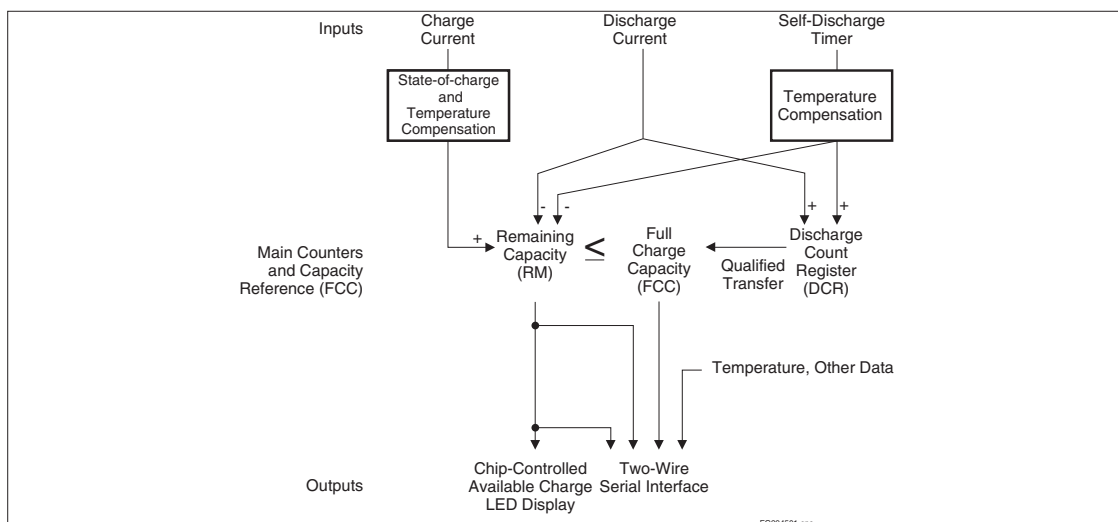 Inputs
Charge
Current
Discharge
Current
Self-Discharge
Timer
State-of-charge
and
Temperature
Compensation
Temperature
Compensation
- - + +
+
Main Counters
and Capacity
Reference (FCC)
Remaining
Capacity
(RM)
≤
Full
Charge
Capacity
(FCC)
Qualified
Transfer
Discharge
Count
Register
(DCR)
Temperature, Other Data
Outputs
Chip-Controlled
Available Charge
LED Display
Two-Wire
Serial Interface